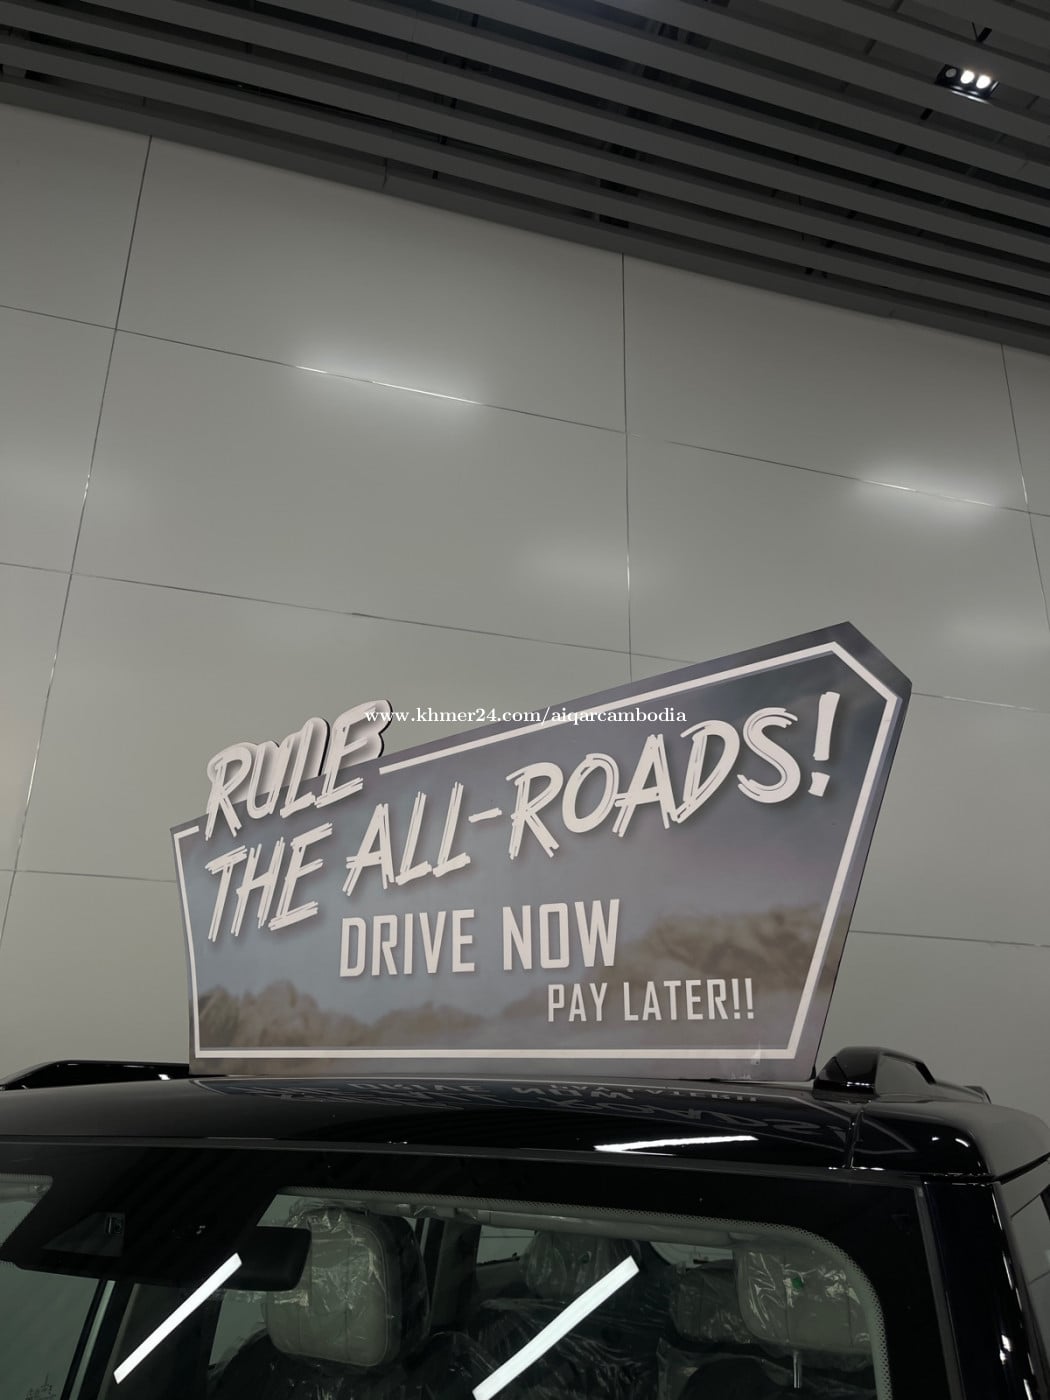 www.khmer24.com/aiqarcambodia
RULE
THE ALL-ROADS!
DRIVE NOW
PAY LATER!!